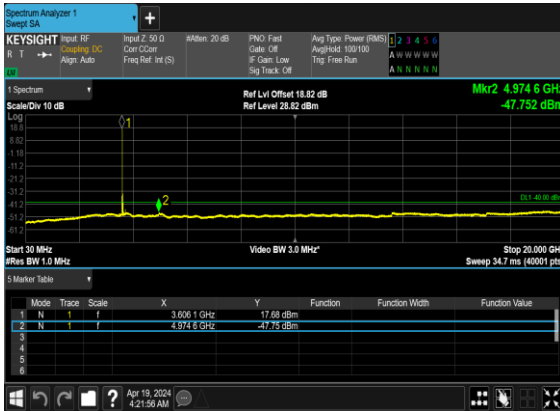 Spectrum Analyzer 1
Swept SA
+
KEYSIGHT Input: RF Input Z: 50 Ω #Atten: 20 dB PNO: Fast Avg Type: Power (RMS) 1 2 3 4 5 6
R T Coupling: DC Corr CCorr Gate: Off Avg|Hold: 100/100 A W W W W W
Align: Auto Freq Ref: Int (S) IF Gain: Low Trig: Free Run
Sig Track: Off A N N N N N
1 Spectrum Ref Lvl Offset 18.82 dB Mkr2 4.974 6 GHz
Scale/Div 10 dB Ref Level 28.82 dBm -47.752 dBm
Log
18.8
8.82
-1.18
-11.2
-21.2
-31.2
-41.2
-51.2
-61.2
1
2
DL1 -40.00 dBm
Start 30 MHz Video BW 3.0 MHz* Stop 20.000 GHz
#Res BW 1.0 MHz Sweep 34.7 ms (40001 pts)
5 Marker Table
Mode Trace Scale X Y Function Function Width Function Value
1 N 1 f 3.606 1 GHz 17.68 dBm
2 N 1 f 4.974 6 GHz -47.75 dBm
3
4
5
6
? Apr 19, 2024
4:21:56 AM